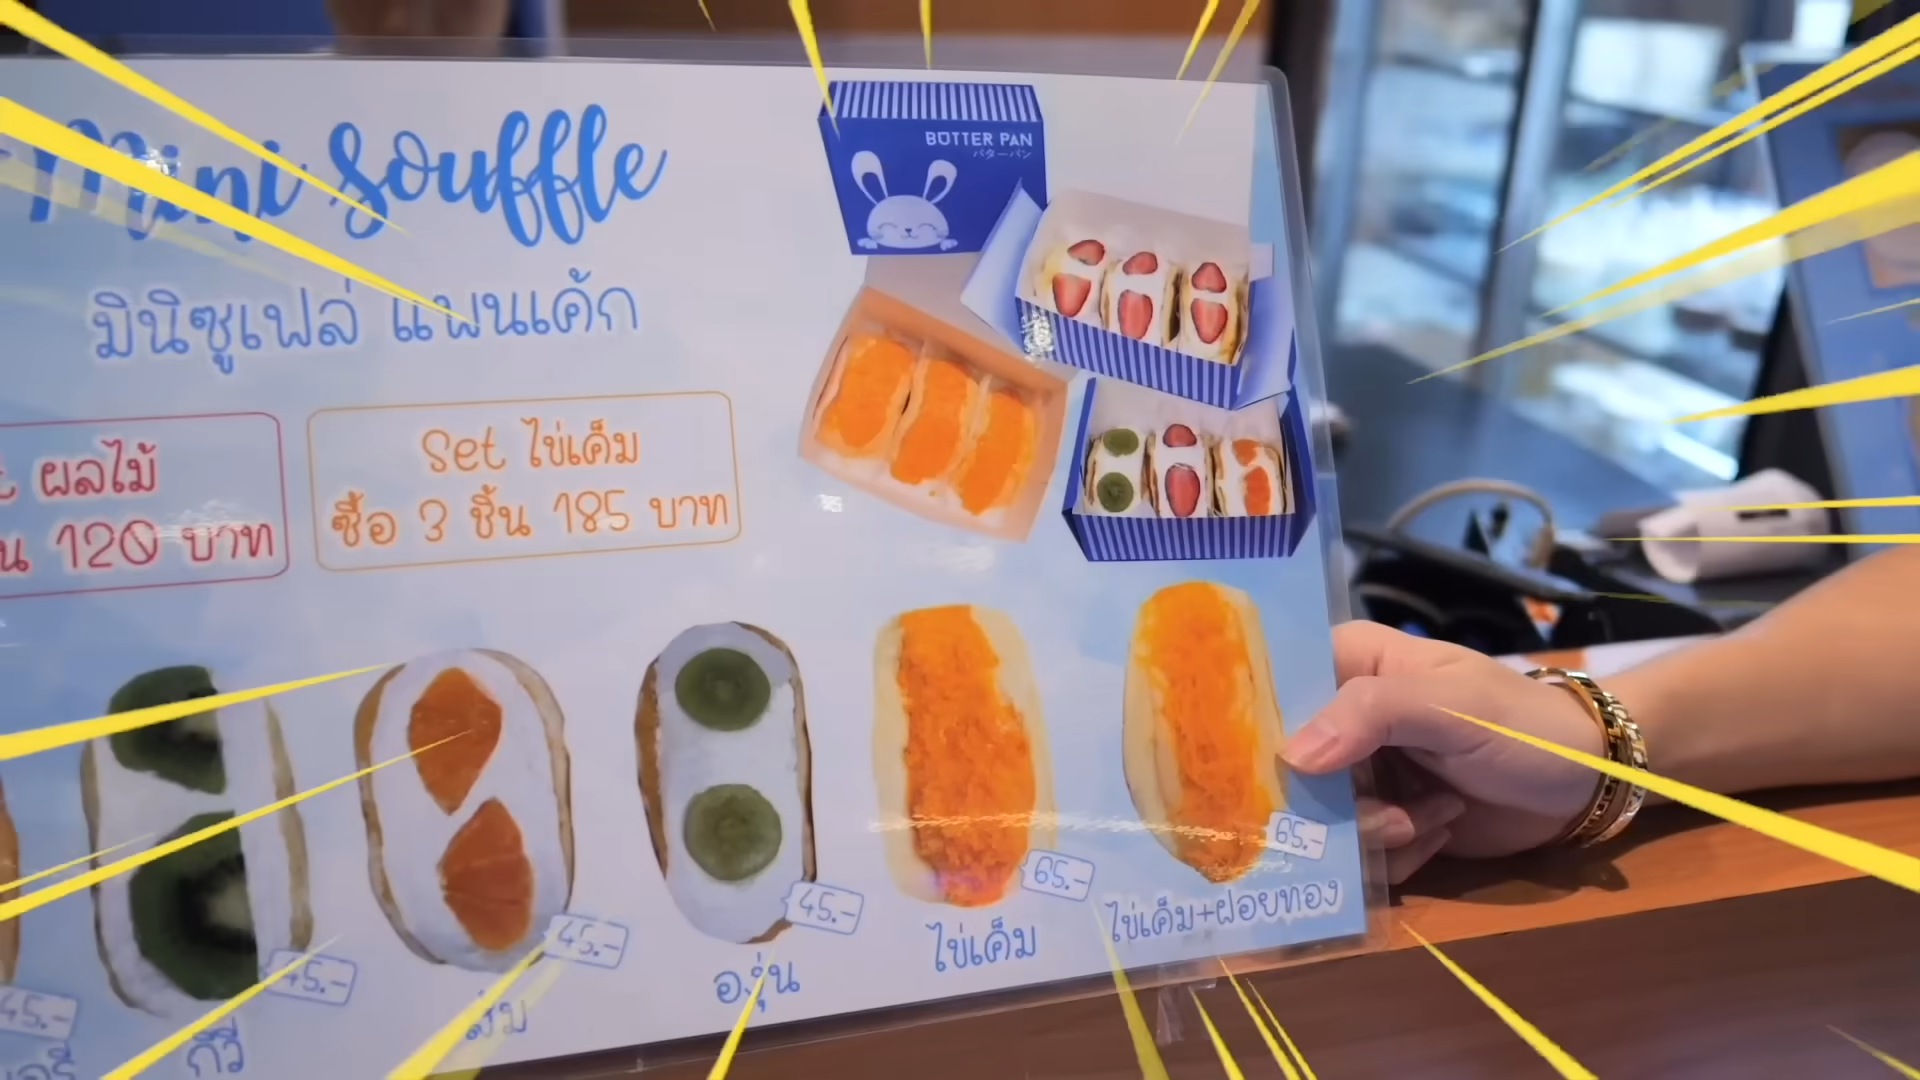 Mini Souffle
BUTTER PAN
バターパン
มินิซูเฟล่ แพนเค้ก
ผลไม้
120 บาท
Set ไข่เค็ม
ซื้อ 3 ชิ้น 185 บาท
45.-
45.-
45.-
45.-
65.-
65.-
กีวี
ส้ม
องุ่น
ไข่เค็ม
ไข่เค็ม+ฝอยทอง